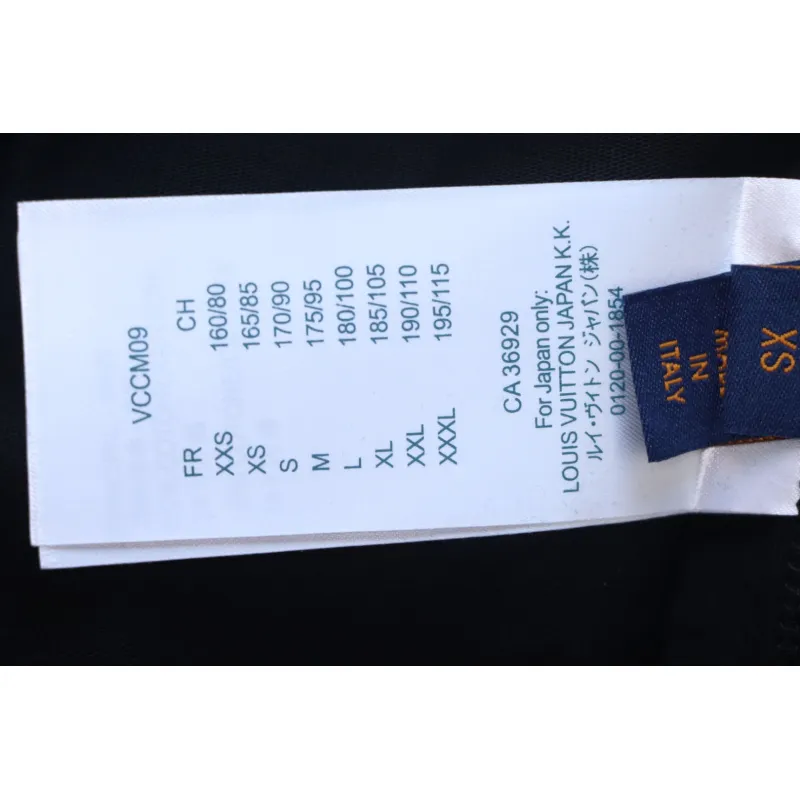 VCCM09
FR CH
XXS 160/80
XS 165/85
S 170/90
M 175/95
L 180/100
XL 185/105
XXL 190/110
XXXL 195/115
CA 36929
For Japan only:
LOUIS VUITTON JAPAN K.K.
ルイ・ヴィトン ジャパン(株)
0120-00-1854
IN
ITALY
XS